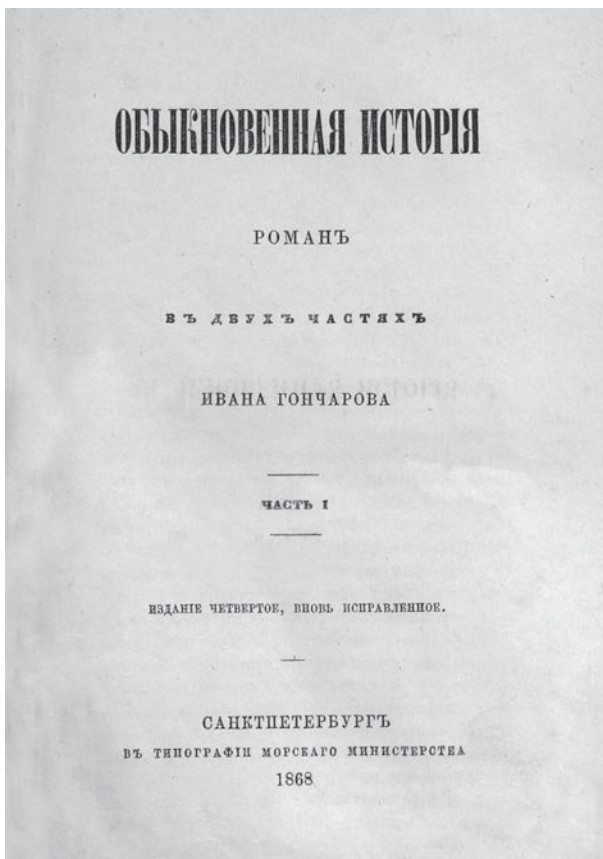 ОБЫКНОВЕННАЯ ИСТОРІЯ
РОМАНЪ
ВЪ ДВУХЪ ЧАСТЯХЪ
ИВАНА ГОНЧАРОВА
ЧАСТЬ I
ИЗДАНІЕ ЧЕТВЕРТОЕ, ВНОВЬ ИСПРАВЛЕННОЕ.
САНКТПЕТЕРБУРГЪ
ВЪ ТИПОГРАФІИ МОРСКАГО МИНИСТЕРСТВА
1868